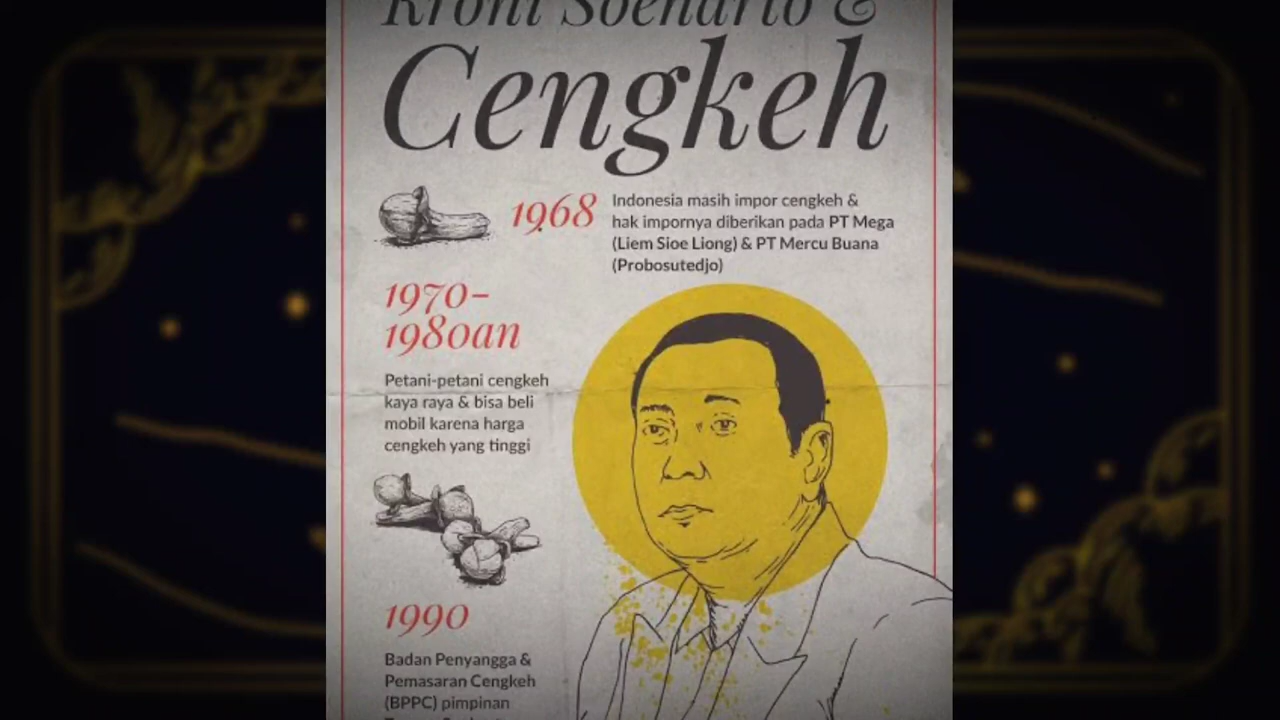 Kroni Soeharto &
Cengkeh
1968
Indonesia masih impor cengkeh &
hak impornya diberikan pada PT Mega
(Liem Sioe Liong) & PT Mercu Buana
(Probosutedjo)
1970–
1980an
Petani-petani cengkeh
kaya raya & bisa beli
mobil karena harga
cengkeh yang tinggi
1990
Badan Penyangga &
Pemasaran Cengkeh
(BPPC) pimpinan